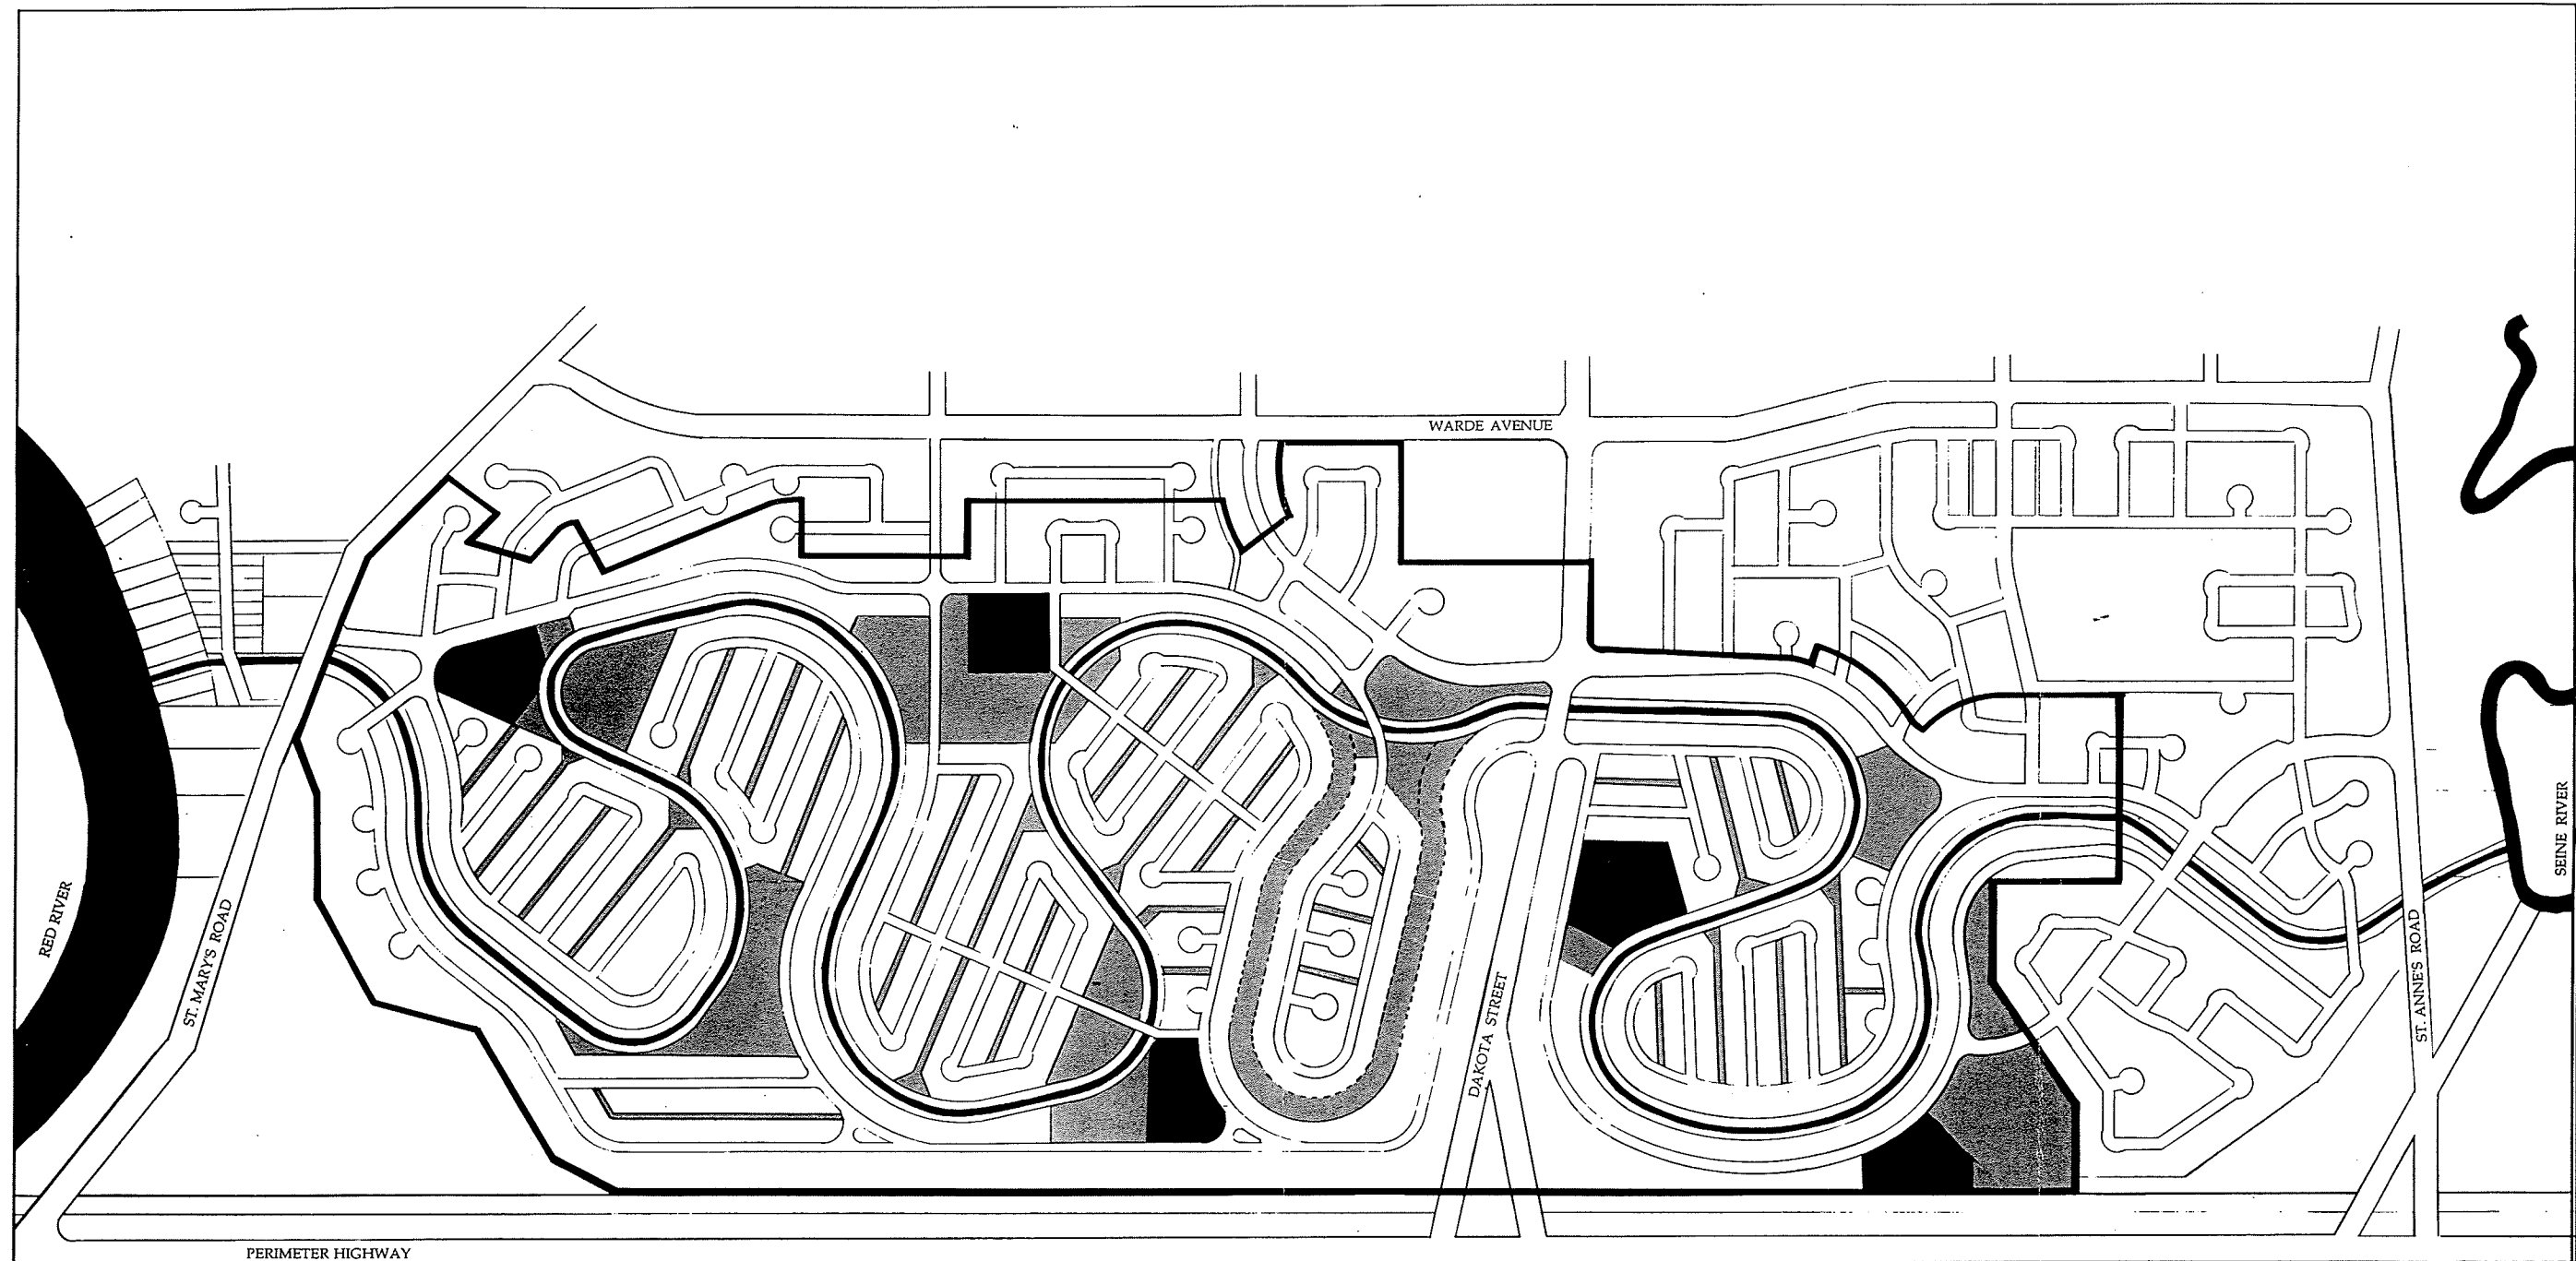 WARDE AVENUE
RED RIVER
ST. MARY'S ROAD
DAKOTA STREET
ST. ANNE'S ROAD
SEINE RIVER
PERIMETER HIGHWAY